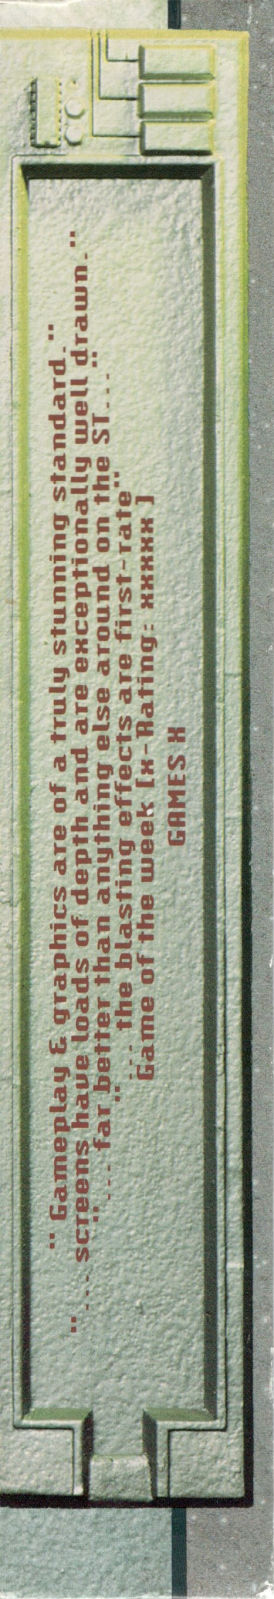 "Gameplay & graphics are of a truly stunning standard."
"... screens have loads of depth and are exceptionally well drawn."
"... far better than anything else around on the ST..."
"... the blasting effects are first-rate"
Game of the week [x-Rating: xxxxx]
GAMES X